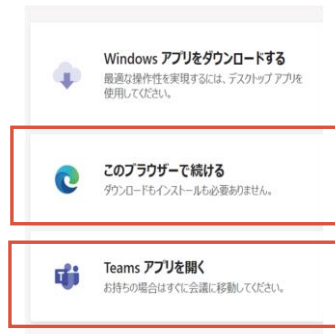 Windows アプリをダウンロードする
最適な操作性を実現するには、デスクトップ アプリを
使用してください。
このブラウザーで続ける
ダウンロードもインストールも必要ありません。
Teams アプリを開く
お持ちの場合はすぐに会議に移動してください。